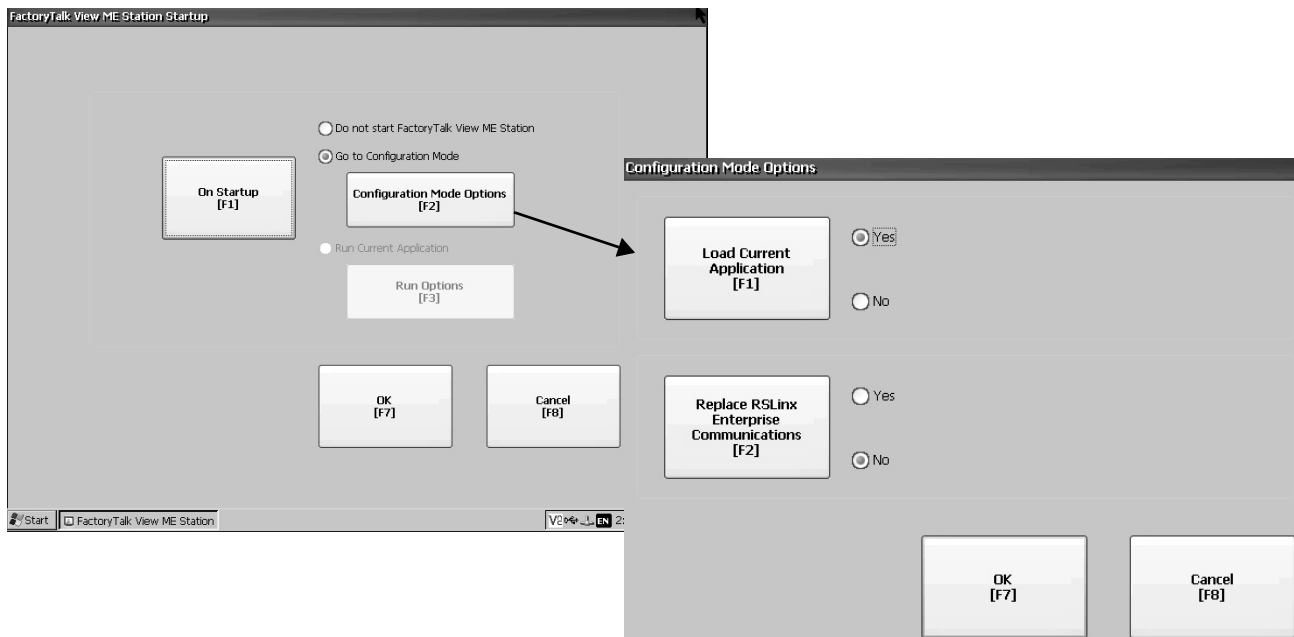 FactoryTalk View ME Station Startup
Do not start FactoryTalk View ME Station
Go to Configuration Mode
On Startup
[F1]
Configuration Mode Options
[F2]
Run Current Application
Run Options
[F3]
OK
[F7]
Cancel
[F8]
Start
FactoryTalk View ME Station
EN
2:
Configuration Mode Options
Load Current
Application
[F1]
Yes
No
Replace RSLinx
Enterprise
Communications
[F2]
Yes
No
OK
[F7]
Cancel
[F8]